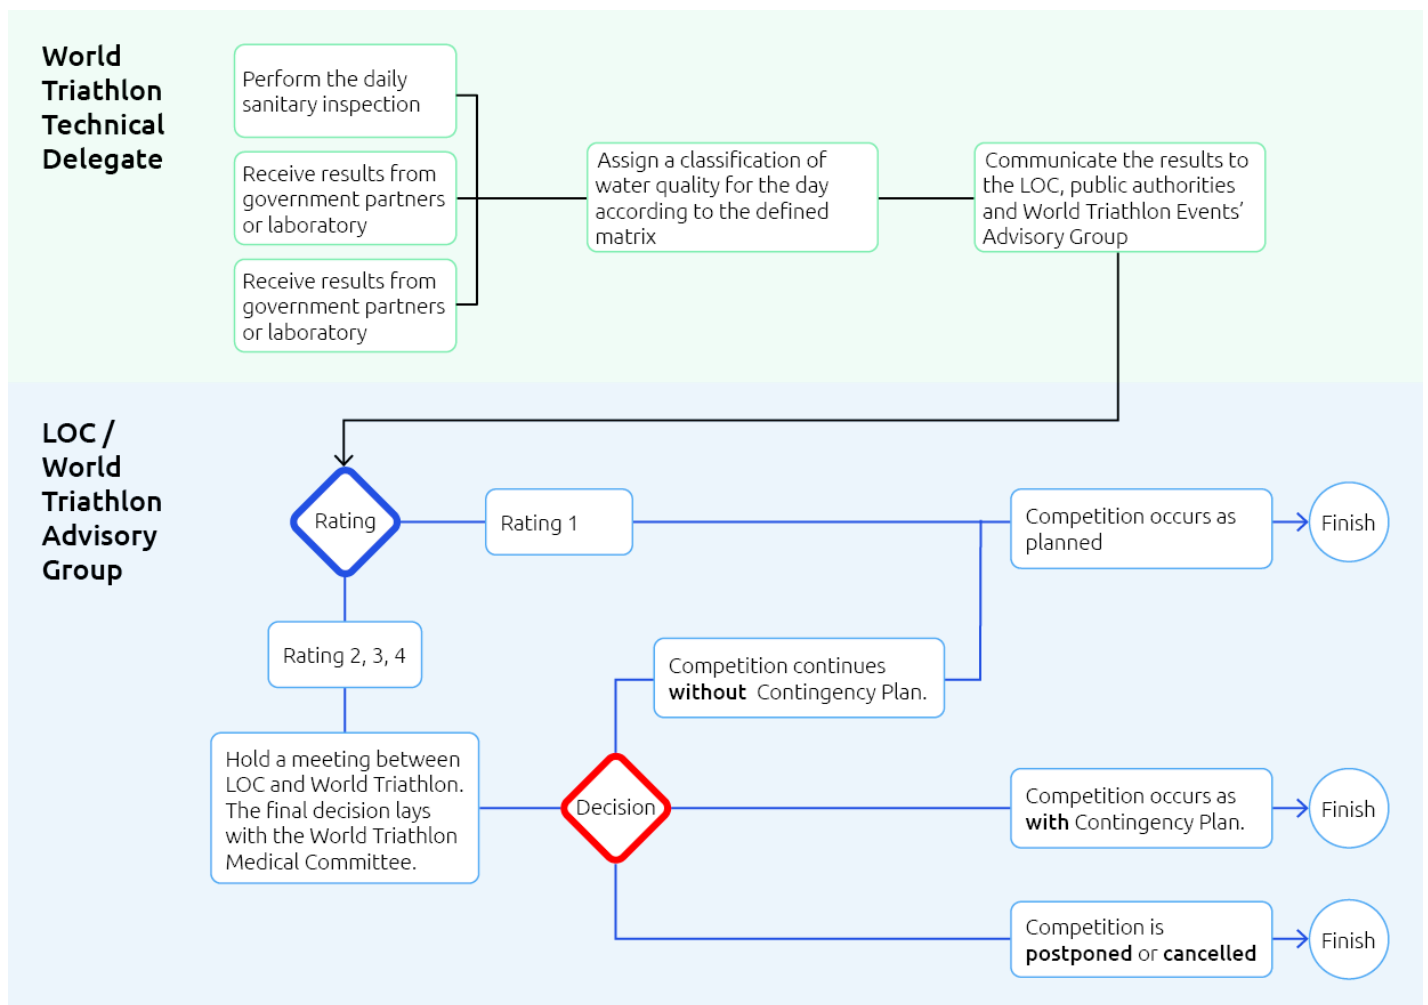 World
Triathlon
Technical
Delegate
Perform the daily
sanitary inspection
Receive results from
government partners
or laboratory
Receive results from
government partners
or laboratory
Assign a classification of
water quality for the day
according to the defined
matrix
Communicate the results to
the LOC, public authorities
and World Triathlon Events’
Advisory Group
LOC /
World
Triathlon
Advisory
Group
Rating
Rating 1
Competition occurs as
planned
Finish
Rating 2, 3, 4
Competition continues
without Contingency Plan.
Hold a meeting between
LOC and World Triathlon.
The final decision lays
with the World Triathlon
Medical Committee.
Decision
Competition occurs as
with Contingency Plan.
Finish
Competition is
postponed or cancelled
Finish